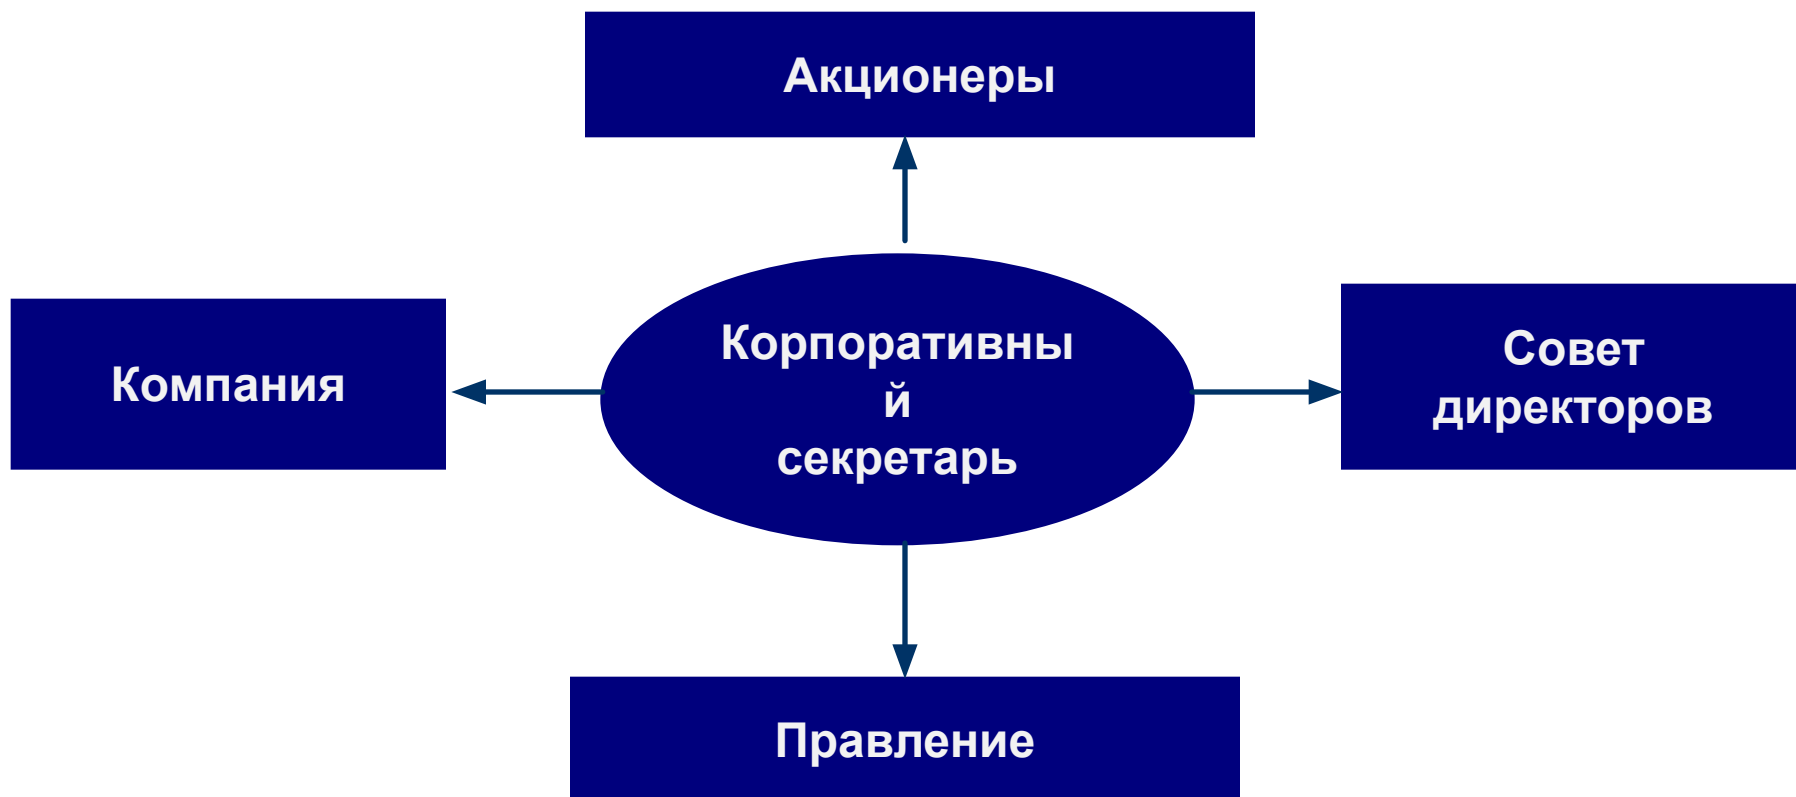 Акционеры
Компания
Корпоративны
й
секретарь
Совет
директоров
Правление